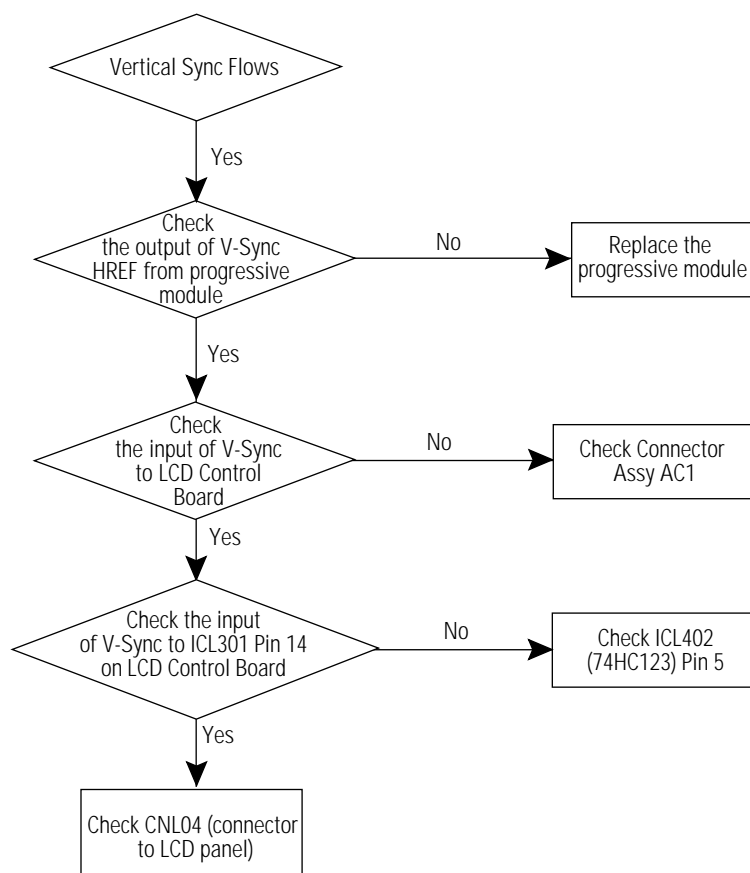 Vertical Sync Flows
Yes
Check
the output of V-Sync
HREF from progressive
module
No
Replace the
progressive module
Yes
Check
the input of V-Sync
to LCD Control
Board
No
Check Connector
Assy AC1
Yes
Check the input
of V-Sync to ICL301 Pin 14
on LCD Control Board
No
Check ICL402
(74HC123) Pin 5
Yes
Check CNL04 (connector
to LCD panel)